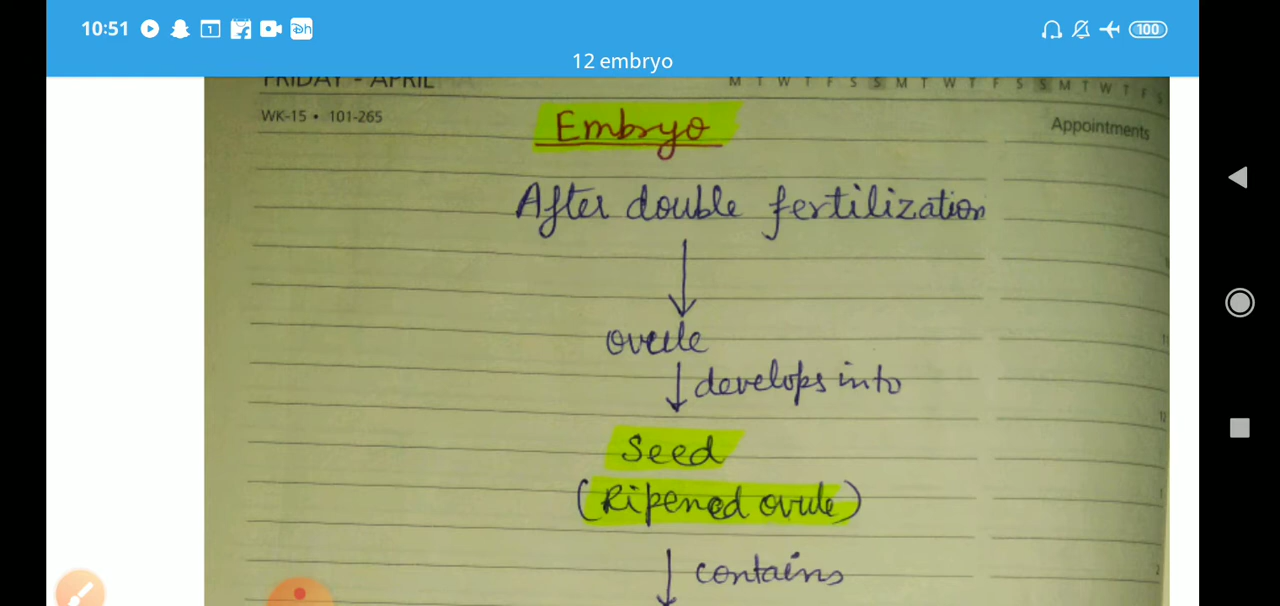 10:51
100
12 embryo
FRIDAY - APRIL
M T W T F S S M T W T F S S M T W T F S
WK-15 • 101-265
Appointments
Embryo
After double fertilization
ovule
develops into
Seed
(Ripened ovule)
contains